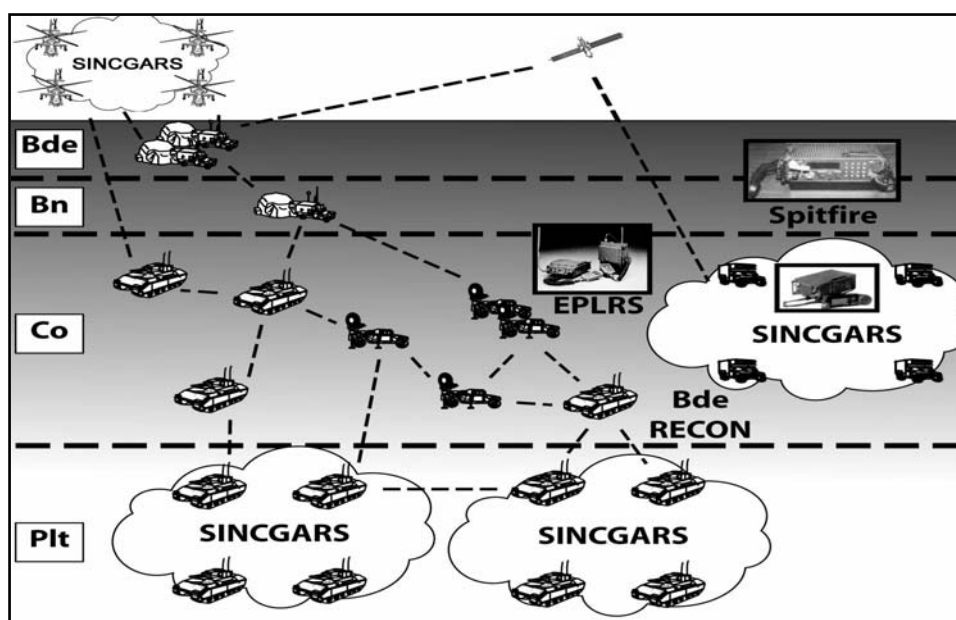 SINCGARS
Bde
Bn
Spitfire
EPLRS
Co
SINCGARS
Bde
RECON
Plt
SINCGARS
SINCGARS